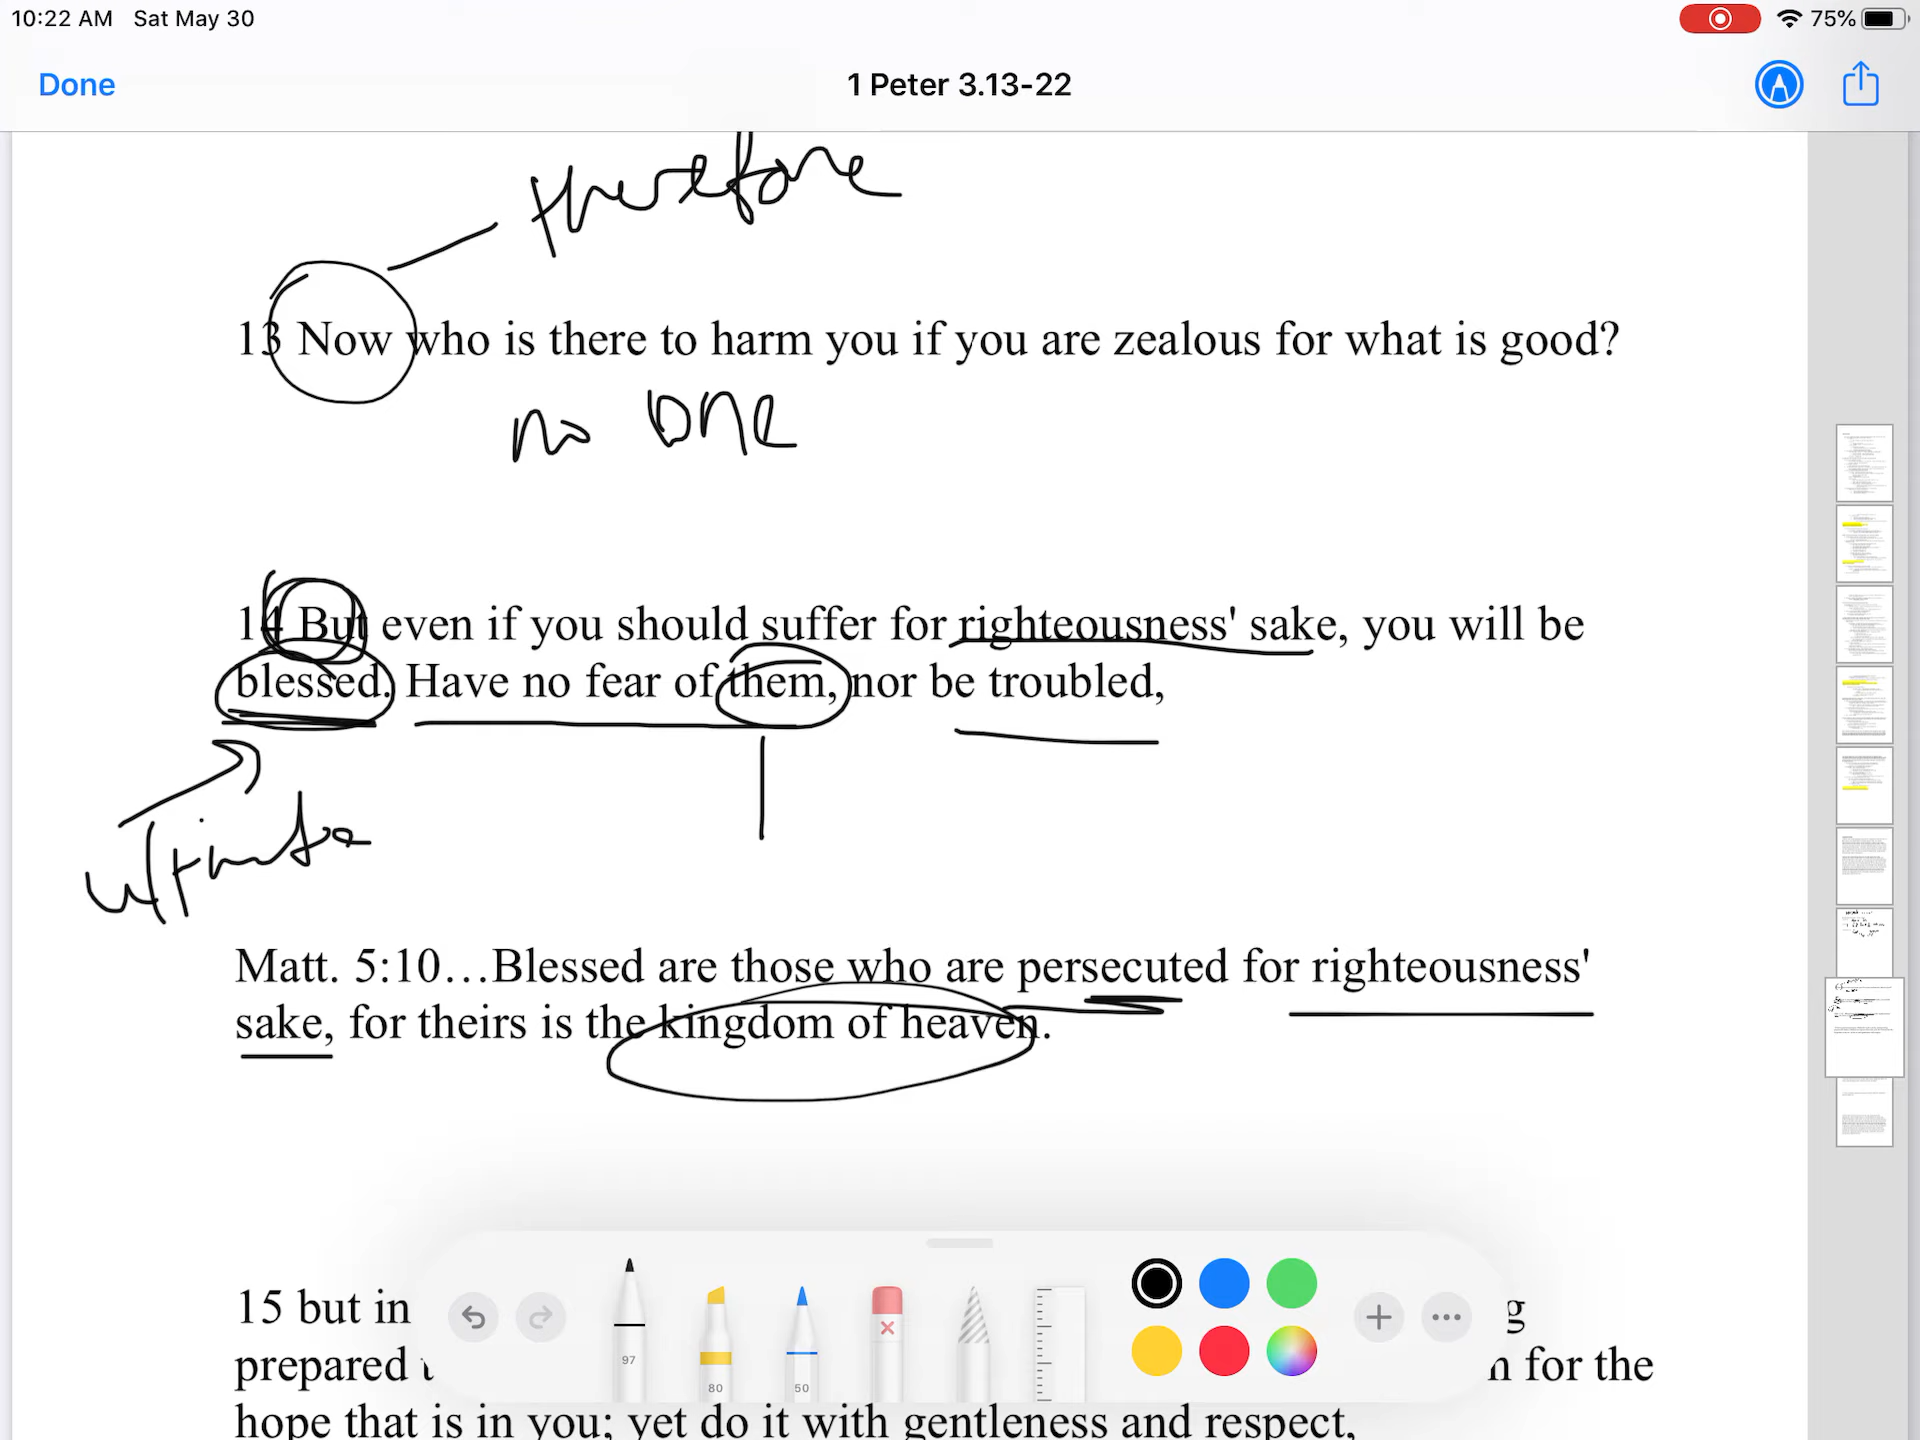 10:22 AM Sat May 30
75%
Done
1 Peter 3.13-22
therefore
13 Now who is there to harm you if you are zealous for what is good?
no one
14 But even if you should suffer for righteousness' sake, you will be
blessed. Have no fear of them, nor be troubled,
Matt. 5:10…Blessed are those who are persecuted for righteousness'
sake, for theirs is the kingdom of heaven.
15 but in
prepared
for the
hope that is in you; yet do it with gentleness and respect,
97
80
50